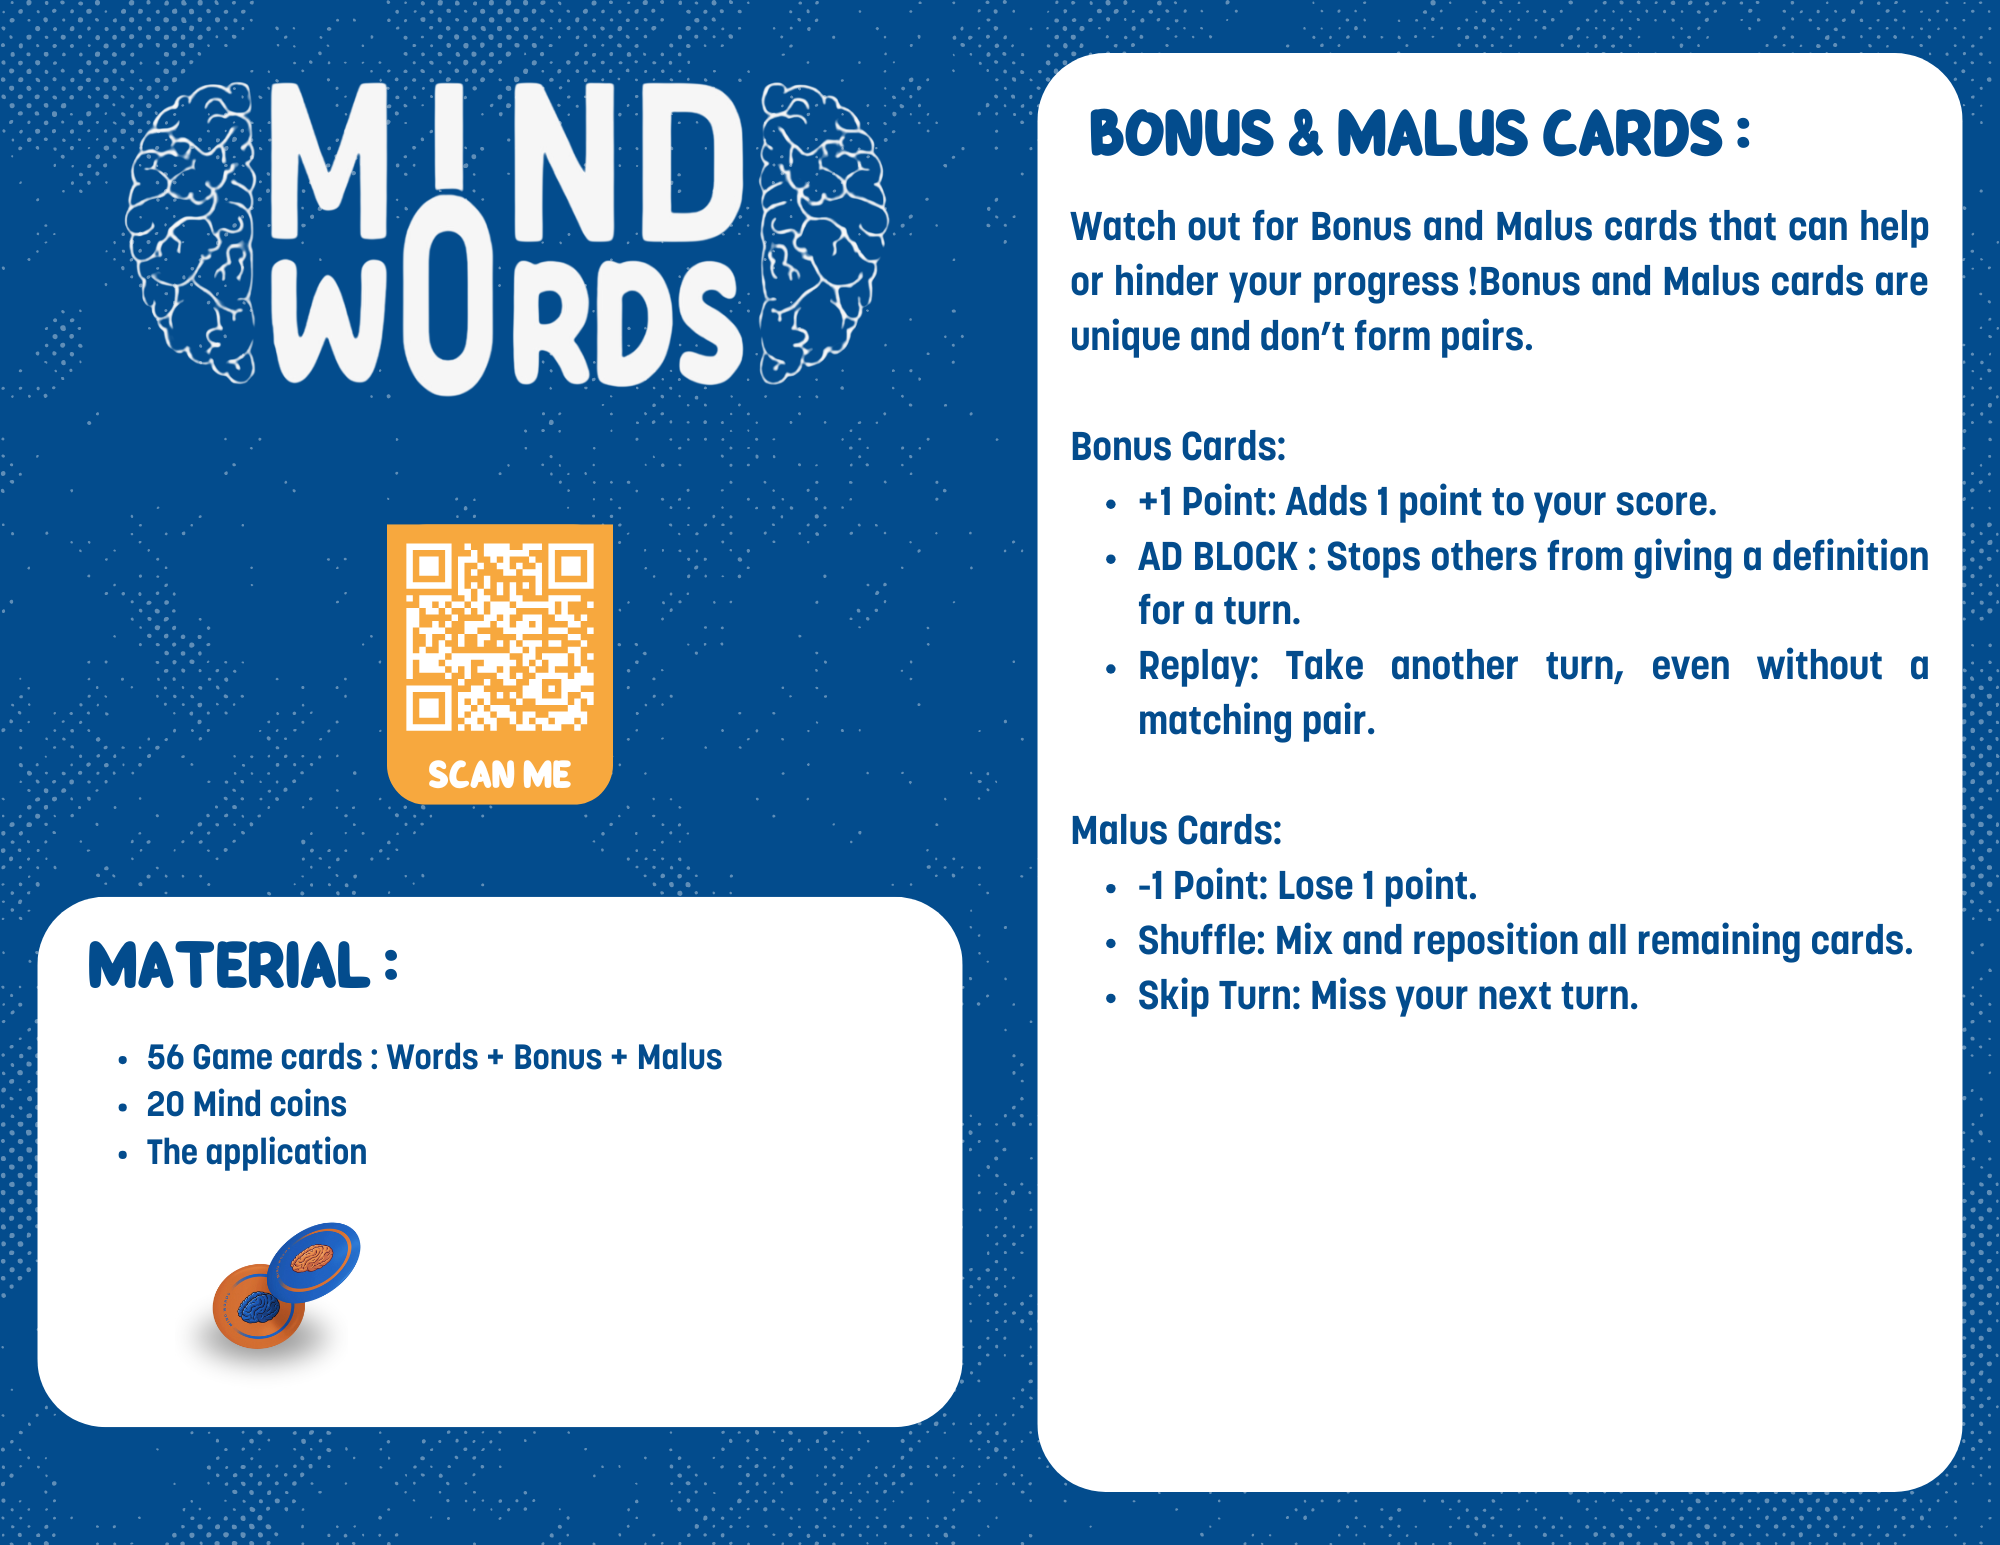 MIND
WORDS
SCAN ME
MATERIAL :
• 56 Game cards : Words + Bonus + Malus
• 20 Mind coins
• The application
BONUS & MALUS CARDS :
Watch out for Bonus and Malus cards that can help
or hinder your progress !Bonus and Malus cards are
unique and don’t form pairs.
Bonus Cards:
• +1 Point: Adds 1 point to your score.
• AD BLOCK : Stops others from giving a definition
for a turn.
• Replay: Take another turn, even without a
matching pair.
Malus Cards:
• -1 Point: Lose 1 point.
• Shuffle: Mix and reposition all remaining cards.
• Skip Turn: Miss your next turn.